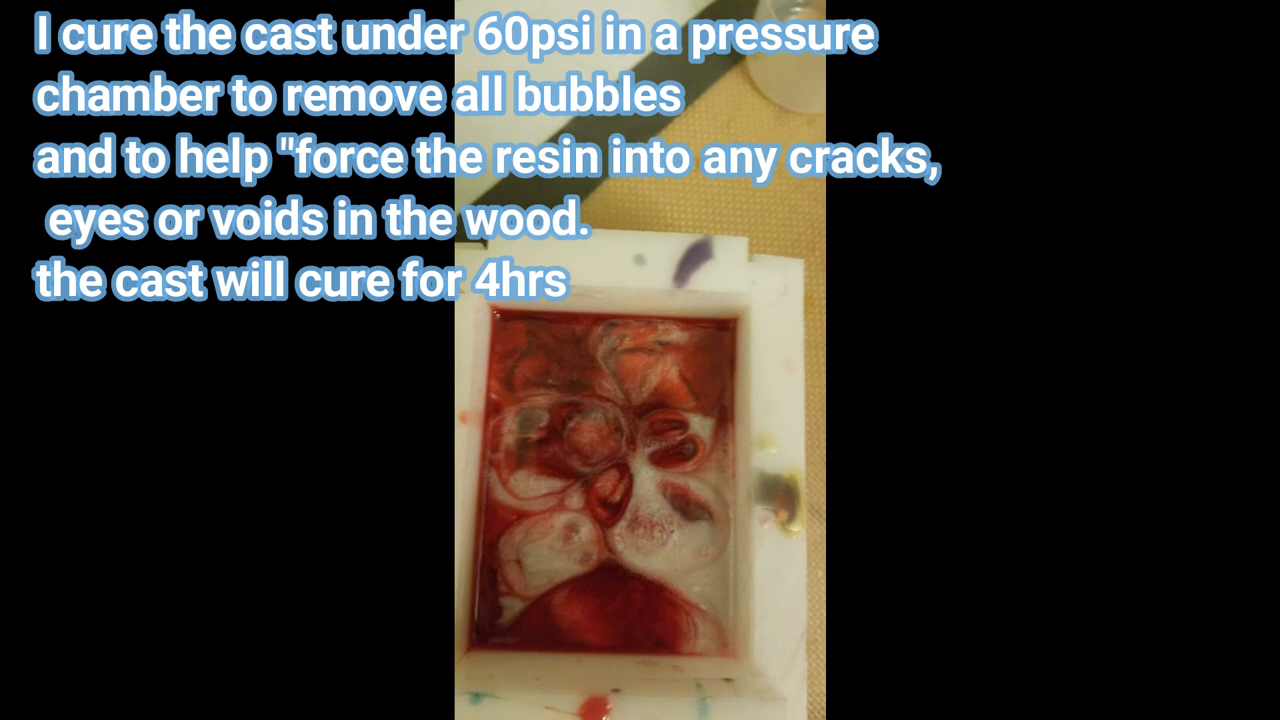 I cure the cast under 60psi in a pressure
chamber to remove all bubbles
and to help "force the resin into any cracks,
eyes or voids in the wood.
the cast will cure for 4hrs